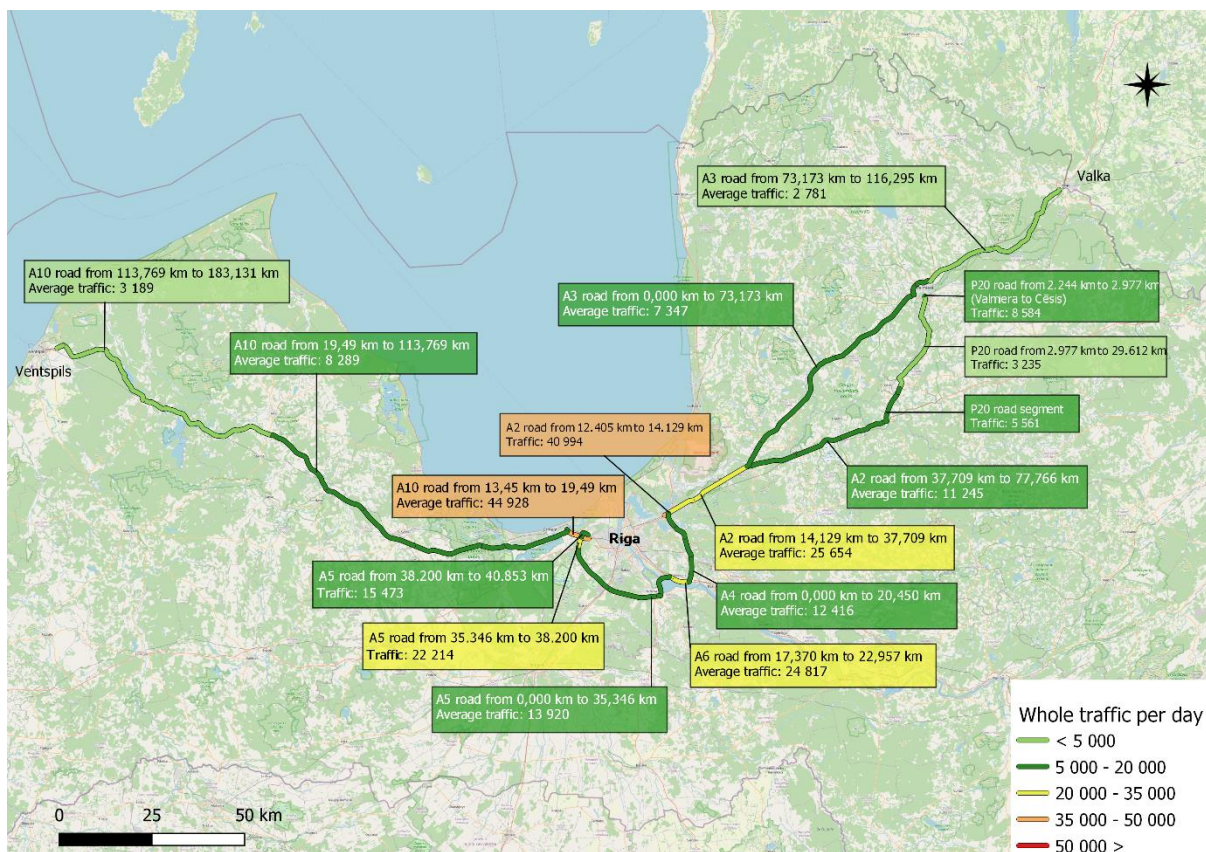 Valka
A3 road from 73,173 km to 116,295 km
Average traffic: 2 781
A10 road from 113,769 km to 183,131 km
Average traffic: 3 189
A3 road from 0,000 km to 73,173 km
Average traffic: 7 347
P20 road from 2.244 km to 2.977 km
(Valmera to Cēsis)
Traffic: 8 584
A10 road from 19,49 km to 113,769 km
Average traffic: 8 289
P20 road from 2.977 km to 29.612 km
Traffic: 3 235
Ventspils
P20 road segment
Traffic: 5 561
A2 road from 12.405 km to 14.129 km
Traffic: 40 994
A2 road from 37,709 km to 77,766 km
Average traffic: 11 245
A10 road from 13,45 km to 19,49 km
Average traffic: 44 928
Riga
A2 road from 14,129 km to 37,709 km
Average traffic: 25 654
A5 road from 38.200 km to 40.853 km
Traffic: 15 473
A4 road from 0,000 km to 20,450 km
Average traffic: 12 416
A5 road from 35.346 km to 38.200 km
Traffic: 22 214
A6 road from 17,370 km to 22,957 km
Average traffic: 24 817
A5 road from 0,000 km to 35,346 km
Average traffic: 13 920
Whole traffic per day
< 5 000
5 000 - 20 000
20 000 - 35 000
35 000 - 50 000
50 000 >
0 25 50 km